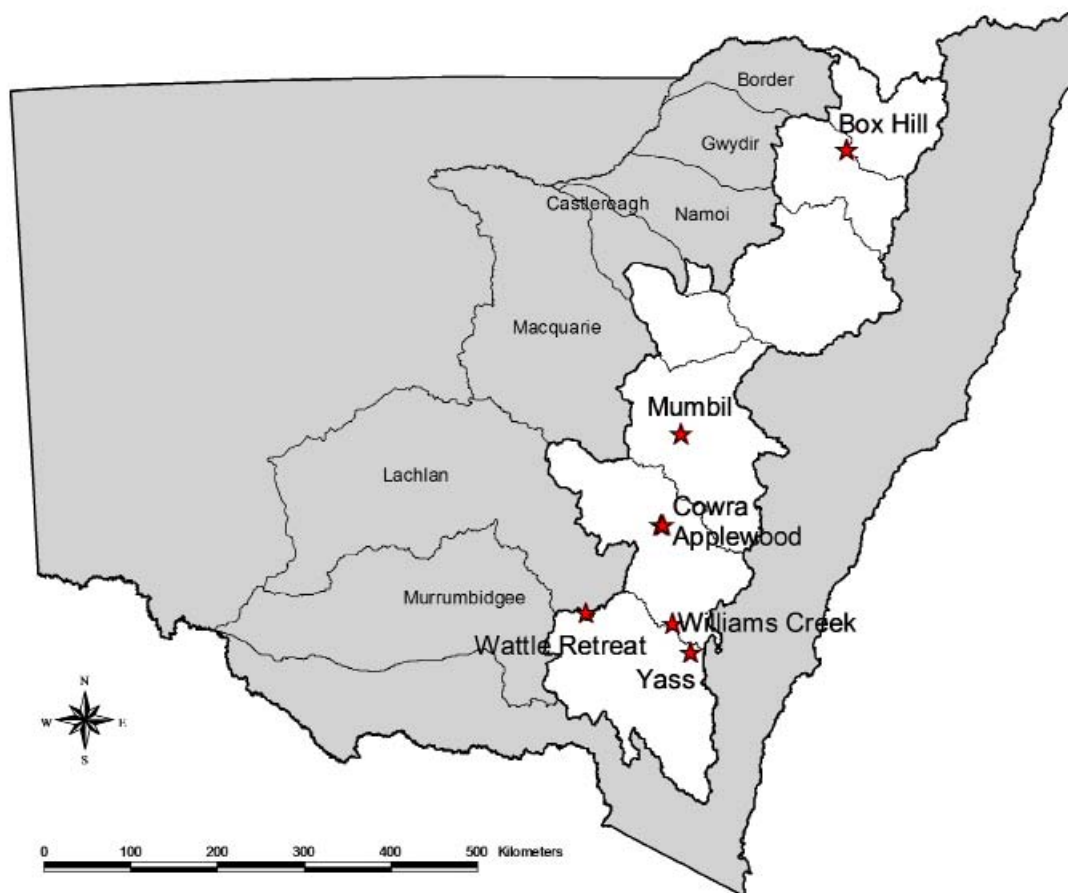 Border
Box Hill
Gwydir
Castlereagh
Namoi
Macquarie
Mumbil
Lachlan
Cowra
Applewood
Murrumbidgee
Williams Creek
Wattle Retreat
Yass
N
W E
S
0 100 200 300 400 500 Kilometers